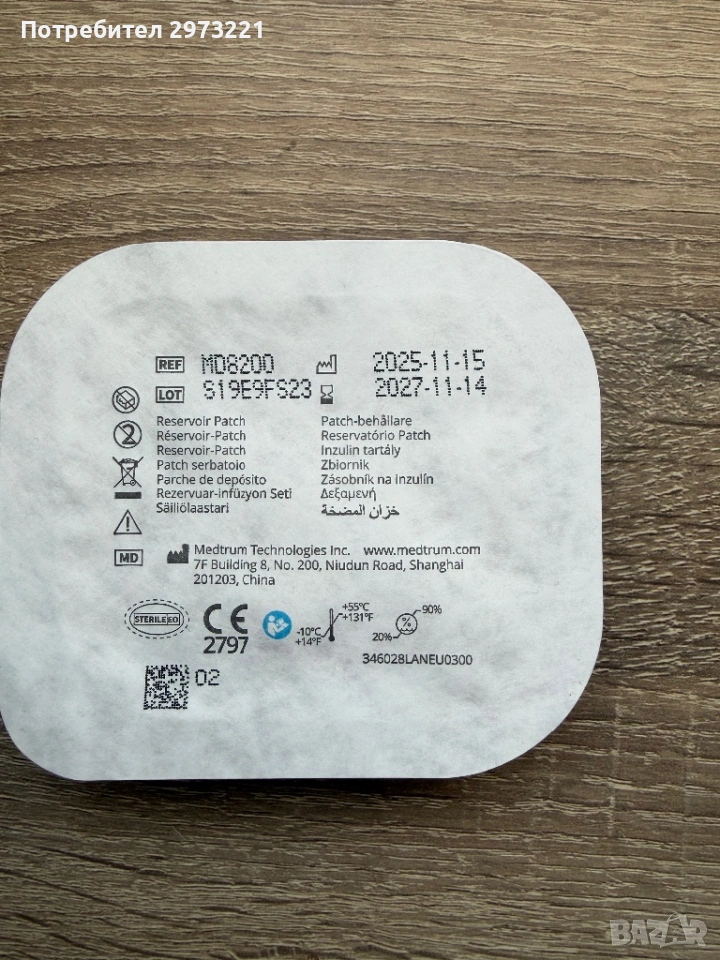 Потребител 2973221
REF MD8200 2025-11-15
LOT S19E9FS23 2027-11-14
Reservoir Patch
Réservoir-Patch
Reservoir-Patch
Patch serbatoio
Parche de depósito
Rezervuar-infüzyon Seti
Säiliölaastari
Patch-behållare
Reservatório Patch
Inzulin tartály
Zbiornik
Zásobník na inzulín
Δεξαμενή
خزان المضخة
MD
Medtrum Technologies Inc. www.medtrum.com
7F Building 8, No. 200, Niudun Road, Shanghai
201203, China
STERILE EO
CE
2797
-10°C
+14°F
+55°C
+131°F
20%
%
90%
346028LANEU0300
02
BAZAR